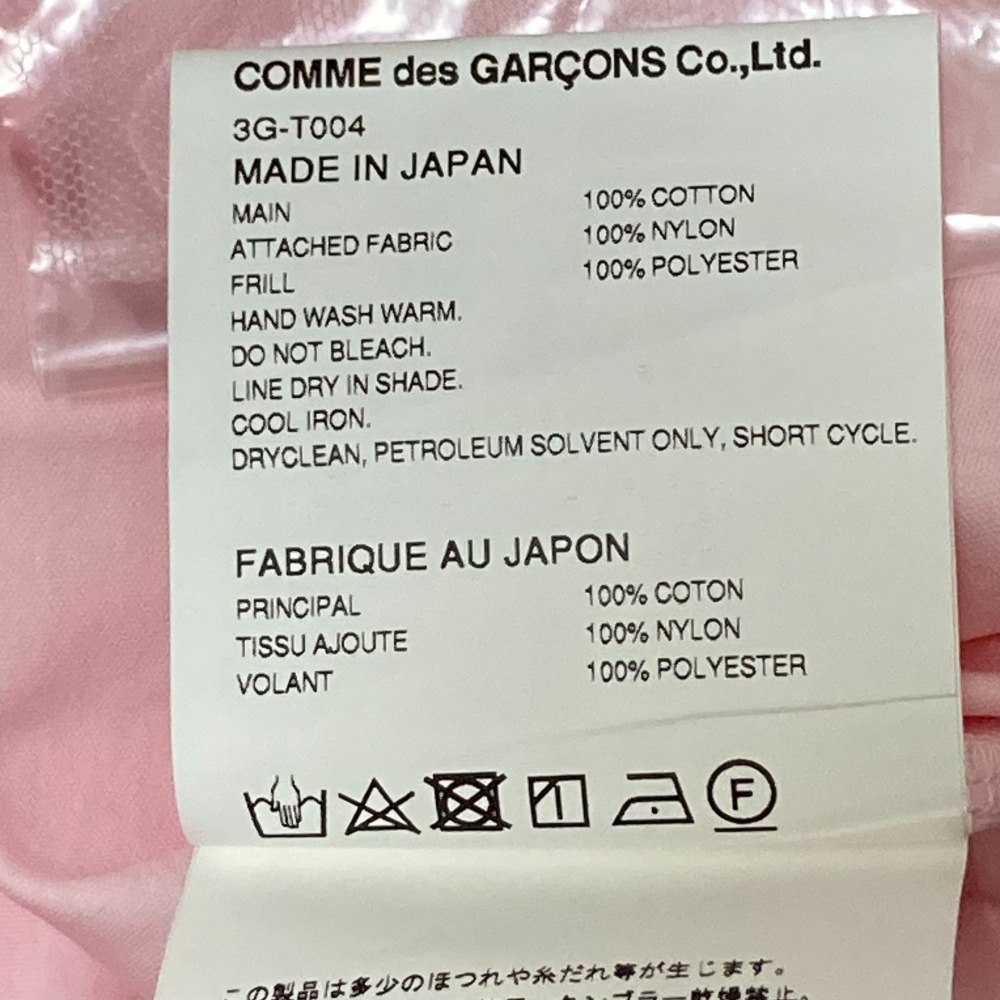 COMME des GARÇONS Co.,Ltd.
3G-T004
MADE IN JAPAN
MAIN 100% COTTON
ATTACHED FABRIC 100% NYLON
FRILL 100% POLYESTER
HAND WASH WARM.
DO NOT BLEACH.
LINE DRY IN SHADE.
COOL IRON.
DRYCLEAN, PETROLEUM SOLVENT ONLY, SHORT CYCLE.
FABRIQUE AU JAPON
PRINCIPAL 100% COTON
TISSU AJOUTE 100% NYLON
VOLANT 100% POLYESTER
F
この製品は多少のほつれや糸だれ等が生じます。